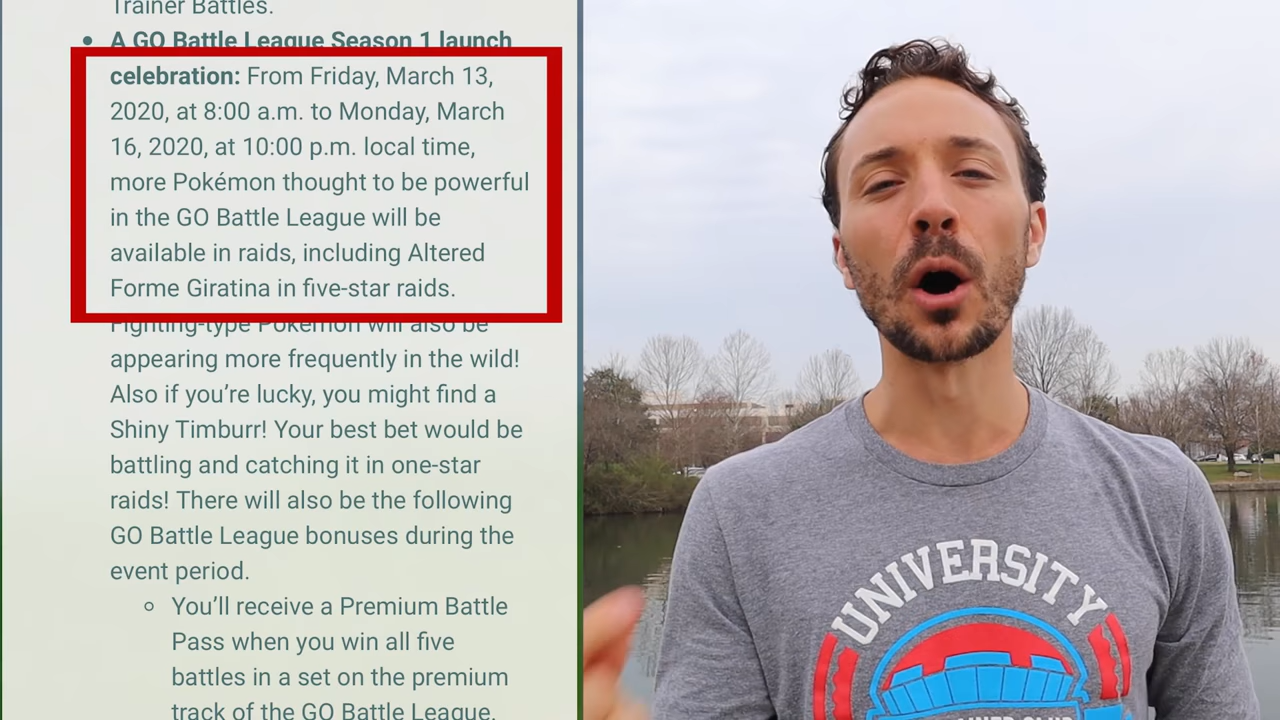 Trainer Battles.
• A GO Battle League Season 1 launch
celebration: From Friday, March 13,
2020, at 8:00 a.m. to Monday, March
16, 2020, at 10:00 p.m. local time,
more Pokémon thought to be powerful
in the GO Battle League will be
available in raids, including Altered
Forme Giratina in five-star raids.
Fighting-type Pokémon will also be
appearing more frequently in the wild!
Also if you’re lucky, you might find a
Shiny Timburr! Your best bet would be
battling and catching it in one-star
raids! There will also be the following
GO Battle League bonuses during the
event period.
○ You’ll receive a Premium Battle
Pass when you win all five
battles in a set on the premium
track of the GO Battle League.
UNIVERSITY